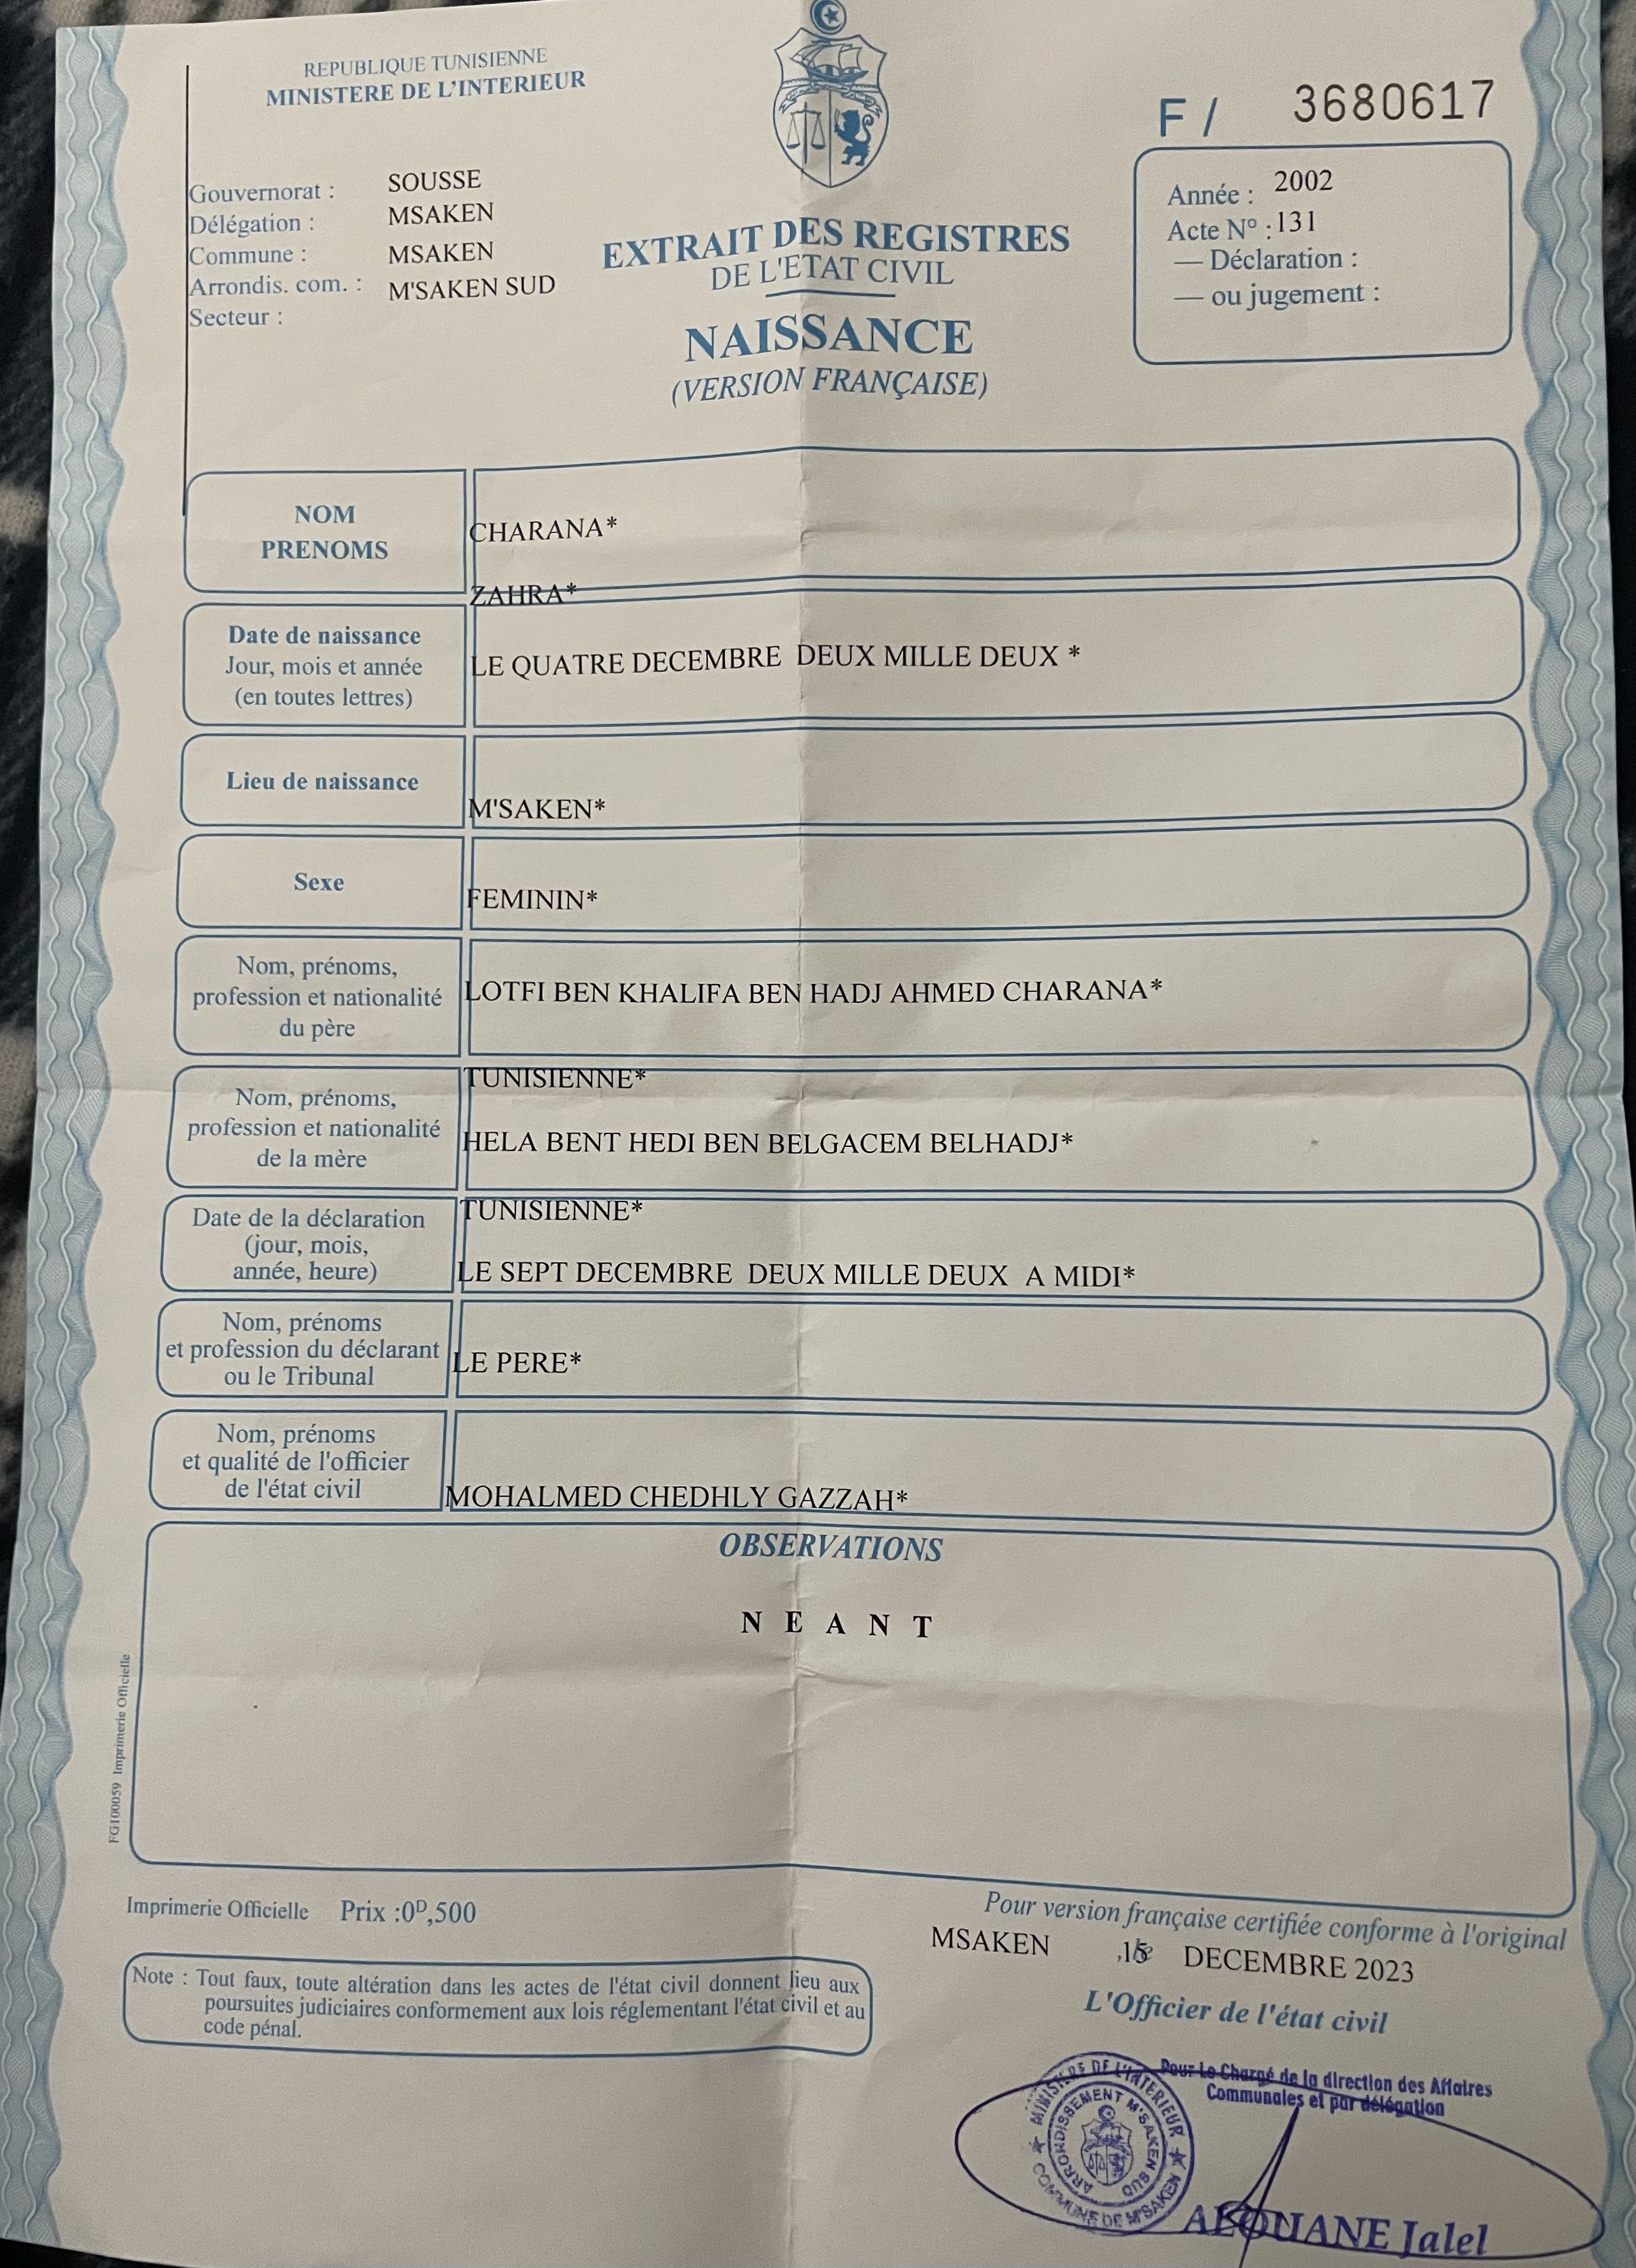 REPUBLIQUE TUNISIENNE
MINISTERE DE L'INTERIEUR
F / 3680617
Gouvernorat : SOUSSE
Délégation : MSAKEN
Commune : MSAKEN
Arrondis. com. : M'SAKEN SUD
Secteur :
EXTRAIT DES REGISTRES
DE L'ETAT CIVIL
NAISSANCE
(VERSION FRANÇAISE)
Année : 2002
Acte Nº : 131
— Déclaration :
— ou jugement :
NOM
PRENOMS
CHARANA*
ZAHRA*
Date de naissance
Jour, mois et année
(en toutes lettres)
LE QUATRE DECEMBRE DEUX MILLE DEUX *
Lieu de naissance
M'SAKEN*
Sexe
FEMININ*
Nom, prénoms,
profession et nationalité
du père
LOTFI BEN KHALIFA BEN HADJ AHMED CHARANA*
TUNISIENNE*
Nom, prénoms,
profession et nationalité
de la mère
HELA BENT HEDI BEN BELGACEM BELHADJ*
TUNISIENNE*
Date de la déclaration
(jour, mois,
année, heure)
LE SEPT DECEMBRE DEUX MILLE DEUX A MIDI*
Nom, prénoms
et profession du déclarant
ou le Tribunal
LE PERE*
Nom, prénoms
et qualité de l'officier
de l'état civil
MOHALMED CHEDHLY GAZZAH*
OBSERVATIONS
N E A N T
FG100059 Imprimerie Officielle
Imprimerie Officielle Prix :0ᴰ,500
Note : Tout faux, toute altération dans les actes de l'état civil donnent lieu aux
poursuites judiciaires conformement aux lois réglementant l'état civil et au
code pénal.
Pour version française certifiée conforme à l'original
MSAKEN ,le 15 DECEMBRE 2023
L'Officier de l'état civil
Pour Le Chargé de la direction des Affaires
Communales et par délégation
MINISTERE DE L'INTERIEUR
COMMUNE DE M'SAKEN
ARRONDISSEMENT M'SAKEN SUD
ALOUANE Jalel